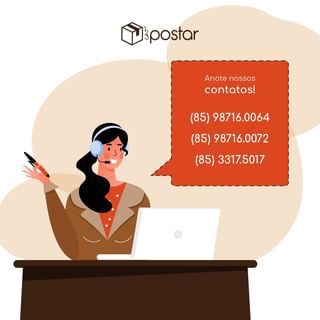 postar
Anote nossos
contatos!
(85) 98716.0064
(85) 98716.0072
(85) 3317.5017